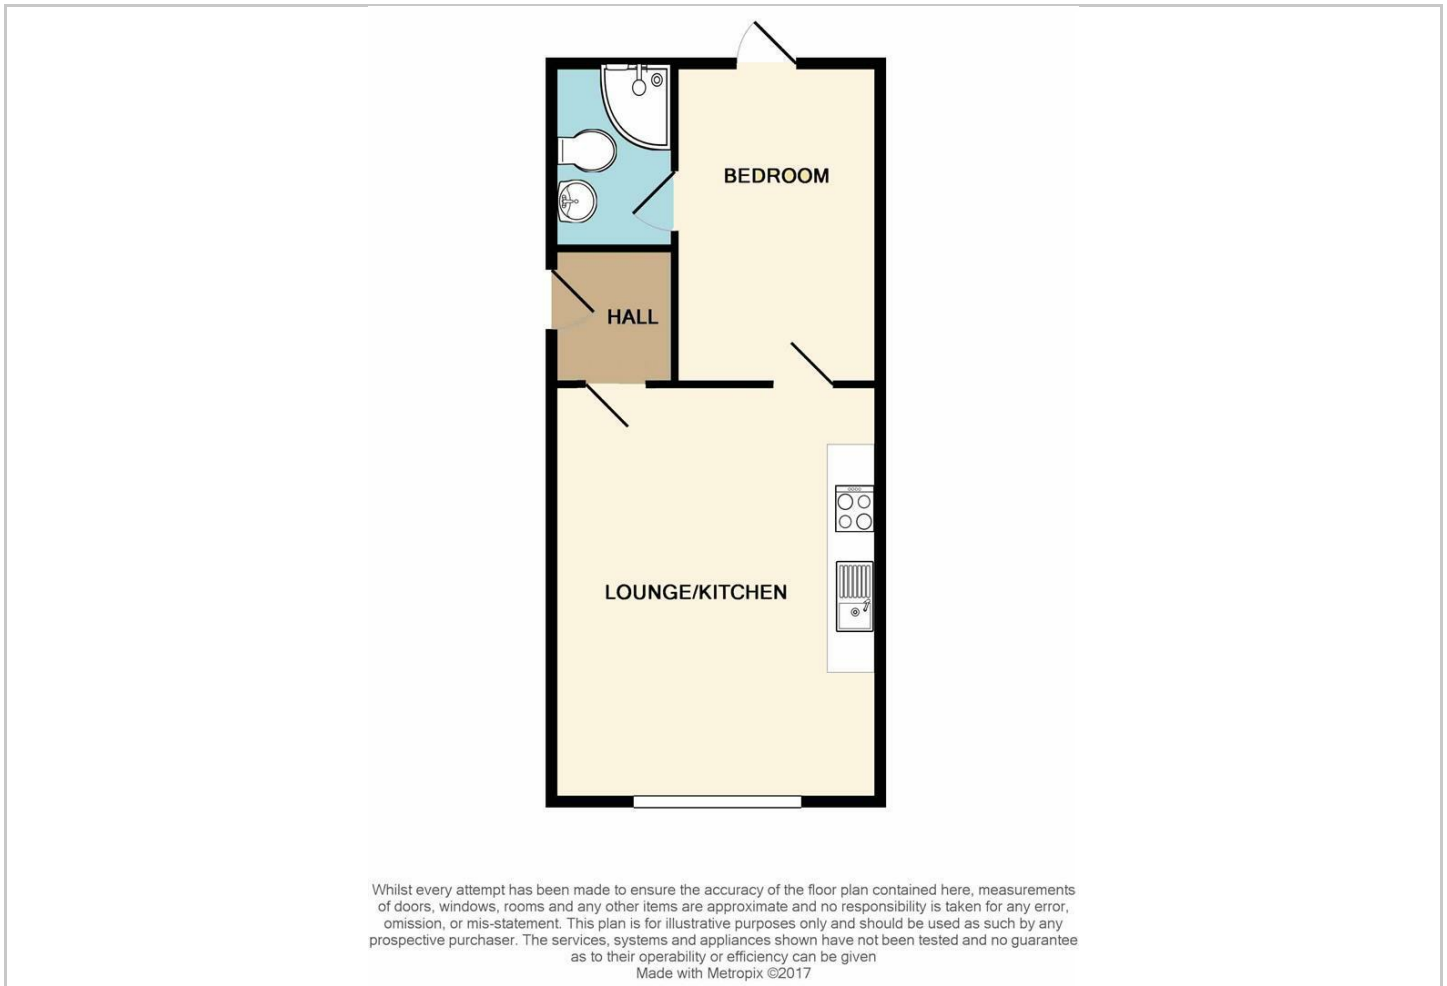 BEDROOM
HALL
LOUNGE/KITCHEN
Whilst every attempt has been made to ensure the accuracy of the floor plan contained here, measurements
of doors, windows, rooms and any other items are approximate and no responsibility is taken for any error,
omission, or mis-statement. This plan is for illustrative purposes only and should be used as such by any
prospective purchaser. The services, systems and appliances shown have not been tested and no guarantee
as to their operability or efficiency can be given
Made with Metropix ©2017